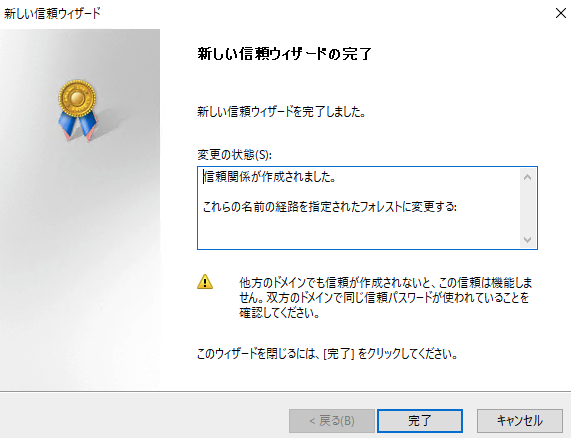 新しい信頼ウィザード
新しい信頼ウィザードの完了
新しい信頼ウィザードを完了しました。
変更の状態(S):
信頼関係が作成されました。
これらの名前の経路を指定されたフォレストに変更する:
他方のドメインでも信頼が作成されないと、この信頼は機能しま
せん。双方のドメインで同じ信頼パスワードが使われていることを
確認してください。
このウィザードを閉じるには、[完了] をクリックしてください。
< 戻る(B)
完了
キャンセル